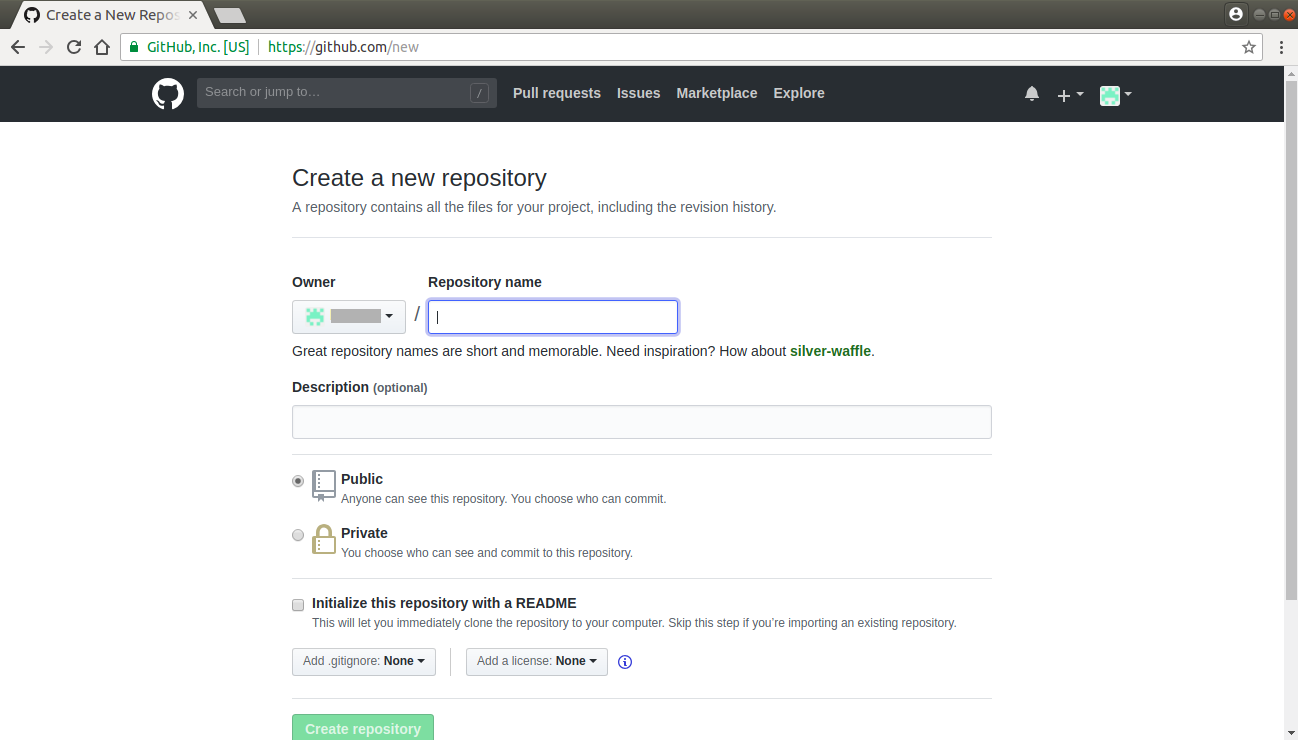 Create a New Repos
GitHub, Inc. [US] https://github.com/new
Search or jump to… / Pull requests Issues Marketplace Explore
Create a new repository
A repository contains all the files for your project, including the revision history.
Owner Repository name
/
Great repository names are short and memorable. Need inspiration? How about silver-waffle.
Description (optional)
Public
Anyone can see this repository. You choose who can commit.
Private
You choose who can see and commit to this repository.
Initialize this repository with a README
This will let you immediately clone the repository to your computer. Skip this step if you’re importing an existing repository.
Add .gitignore: None Add a license: None
Create repository